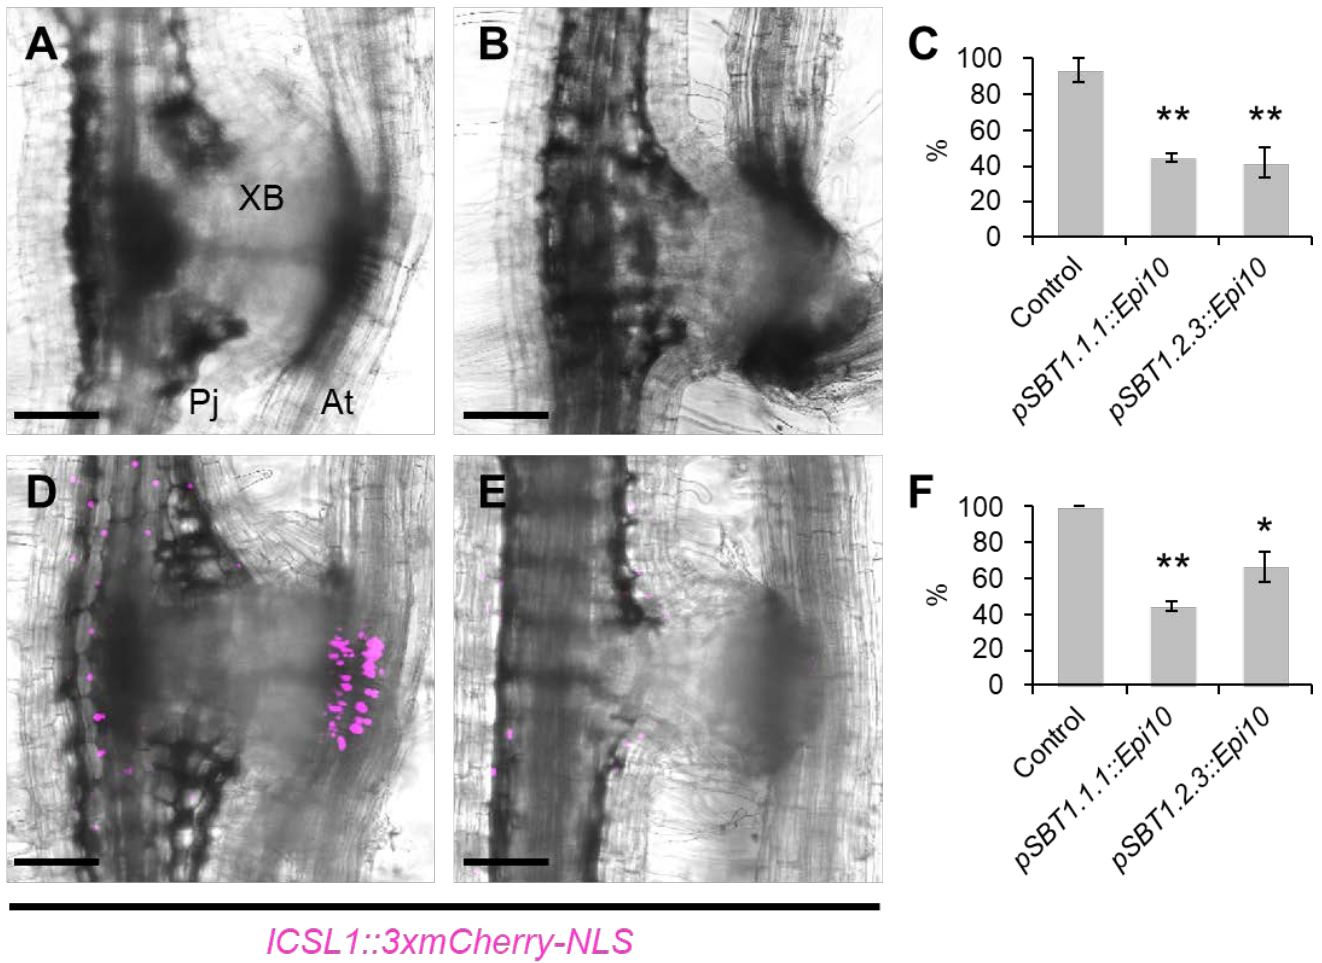 A
XB
Pj
At
B
C
%
100
80
60
40
20
0
**
**
Control
pSBT1.1.1::Epi10
pSBT1.2.3::Epi10
D
E
F
%
100
80
60
40
20
0
**
*
Control
pSBT1.1.1::Epi10
pSBT1.2.3::Epi10
ICSL1::3xmCherry-NLS